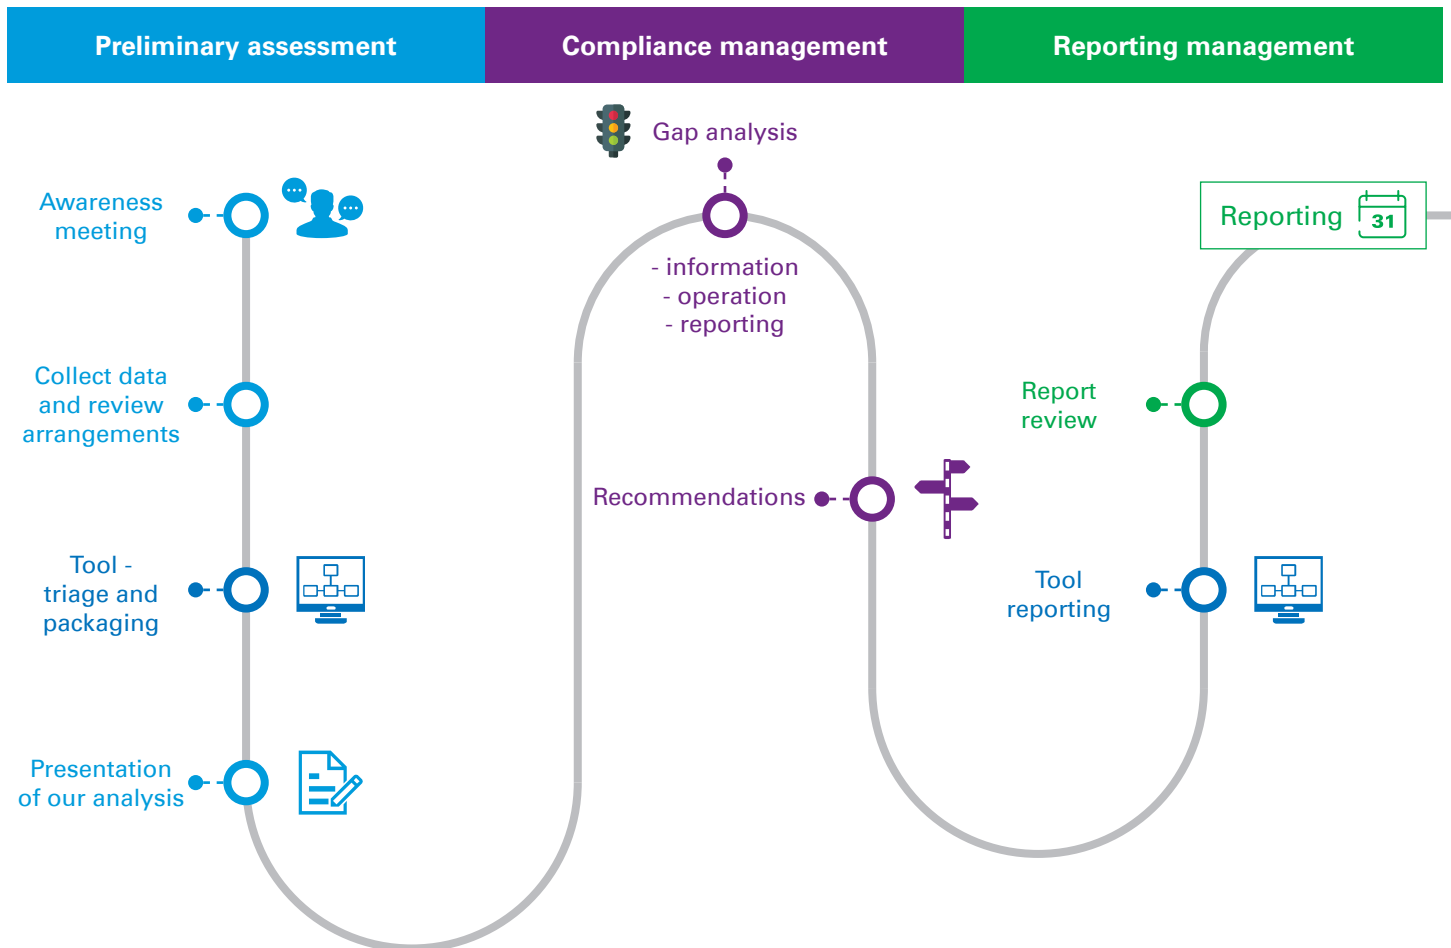 Preliminary assessment
Compliance management
Reporting management
Awareness
meeting
Collect data
and review
arrangements
Tool -
triage and
packaging
Presentation
of our analysis
Gap analysis
- information
- operation
- reporting
Recommendations
Reporting
31
Report
review
Tool
reporting